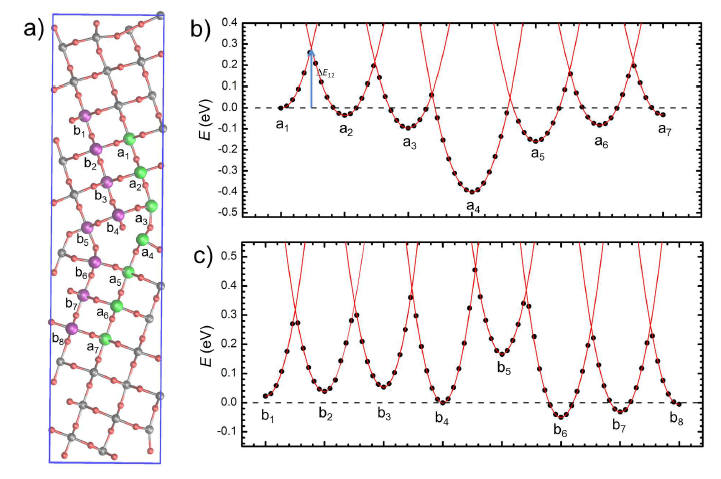 a)
b₁
b₂
a₁
a₂
b₃
b₄
a₃
b₅
a₄
b₆
a₅
b₇
a₆
b₈
a₇
b)
E (eV)
0.4
0.3
0.2
0.1
0.0
-0.1
-0.2
-0.3
-0.4
-0.5
ΔE₁₂
a₁
a₂
a₃
a₄
a₅
a₆
a₇
c)
E (eV)
0.5
0.4
0.3
0.2
0.1
0.0
-0.1
b₁
b₂
b₃
b₄
b₅
b₆
b₇
b₈